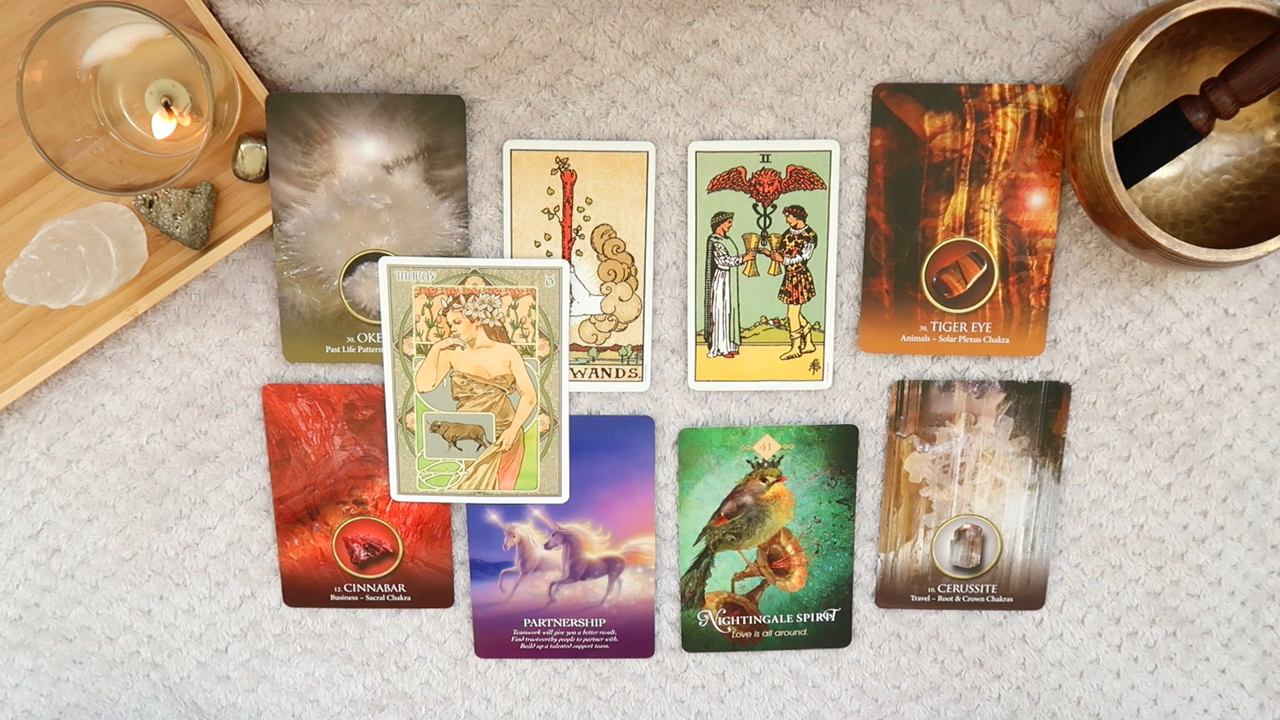 II
30. OKE
Past Life Pattern
WANDS.
39. TIGER EYE
Animals – Solar Plexus Chakra
12. CINNABAR
Business – Sacral Chakra
PARTNERSHIP
Teamwork will give you a better result.
Find trustworthy people to partner with.
Build up a talented support team.
41
NIGHTINGALE SPIRIT
Love is all around.
10. CERUSSITE
Travel – Root & Crown Chakras